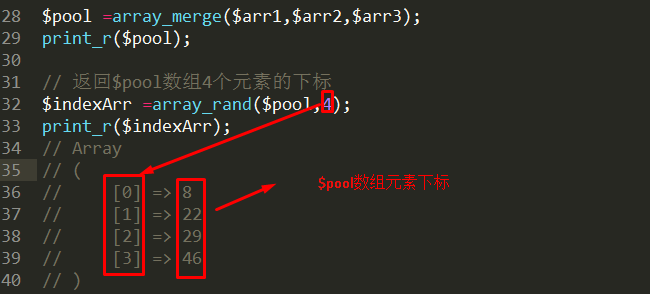 28 $pool =array_merge($arr1,$arr2,$arr3);
29 print_r($pool);
30
31 // 返回$pool数组4个元素的下标
32 $indexArr =array_rand($pool,4);
33 print_r($indexArr);
34 // Array
35 // (
36 //     [0] => 8
$pool数组元素下标
37 //     [1] => 22
38 //     [2] => 29
39 //     [3] => 46
40 // )